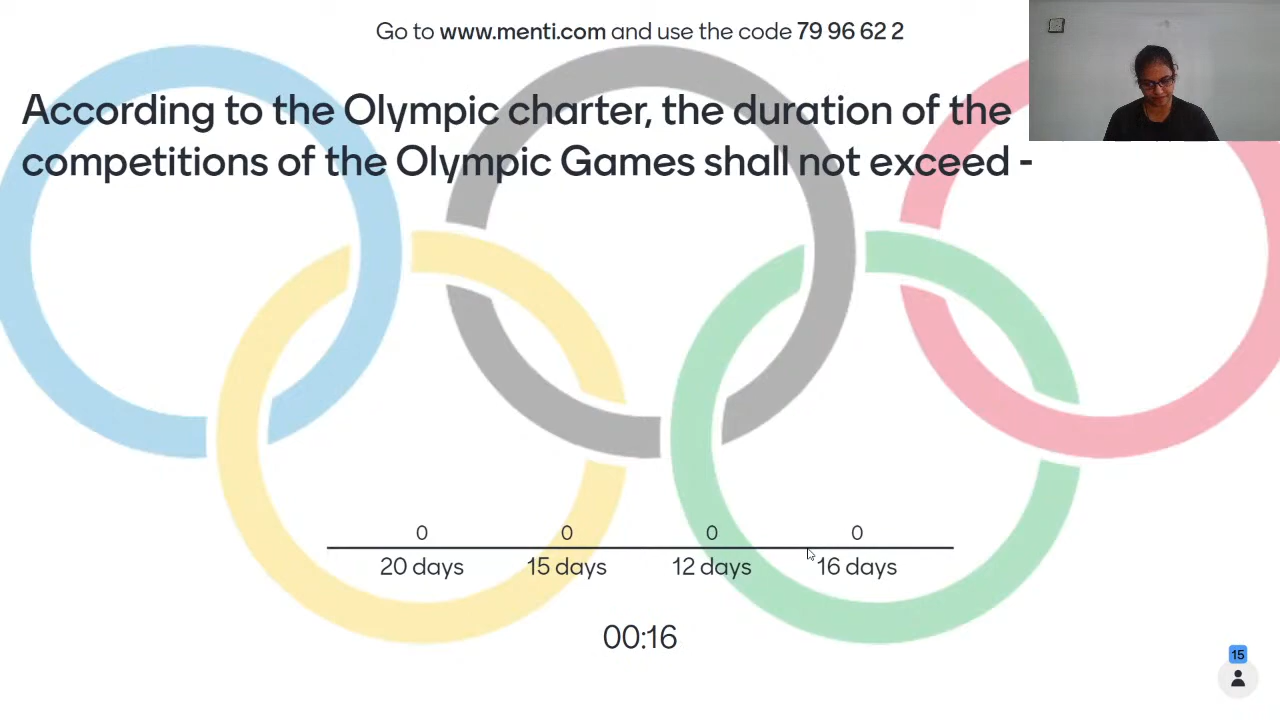 Go to www.menti.com and use the code 79 96 62 2
According to the Olympic charter, the duration of the
competitions of the Olympic Games shall not exceed -
0 0 0 0
20 days 15 days 12 days 16 days
00:16
15